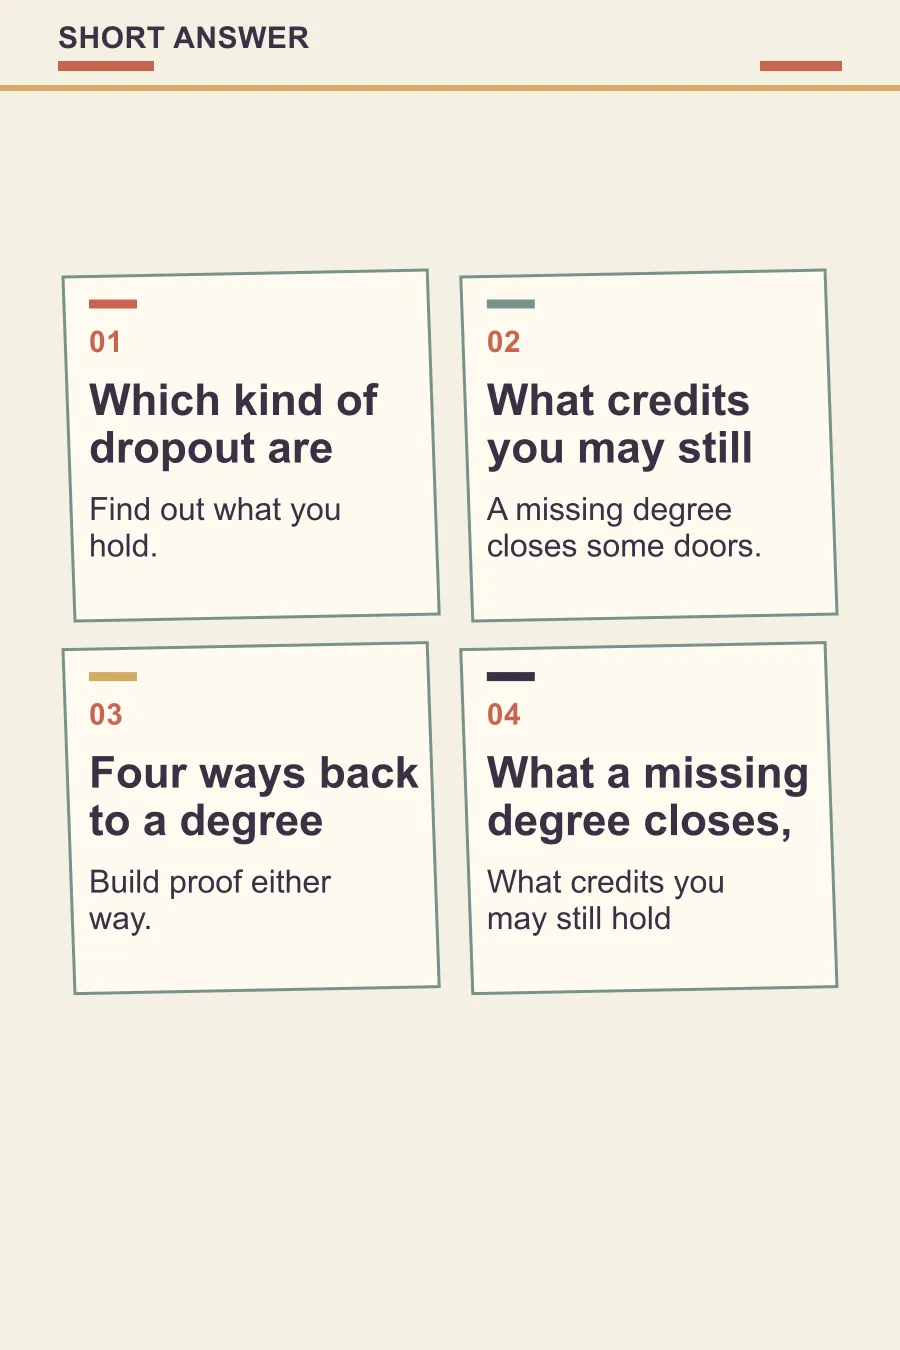 SHORT ANSWER
01
Which kind of
dropout are
Find out what you
hold.
02
What credits
you may still
A missing degree
closes some doors.
03
Four ways back
to a degree
Build proof either
way.
04
What a missing
degree closes,
What credits you
may still hold